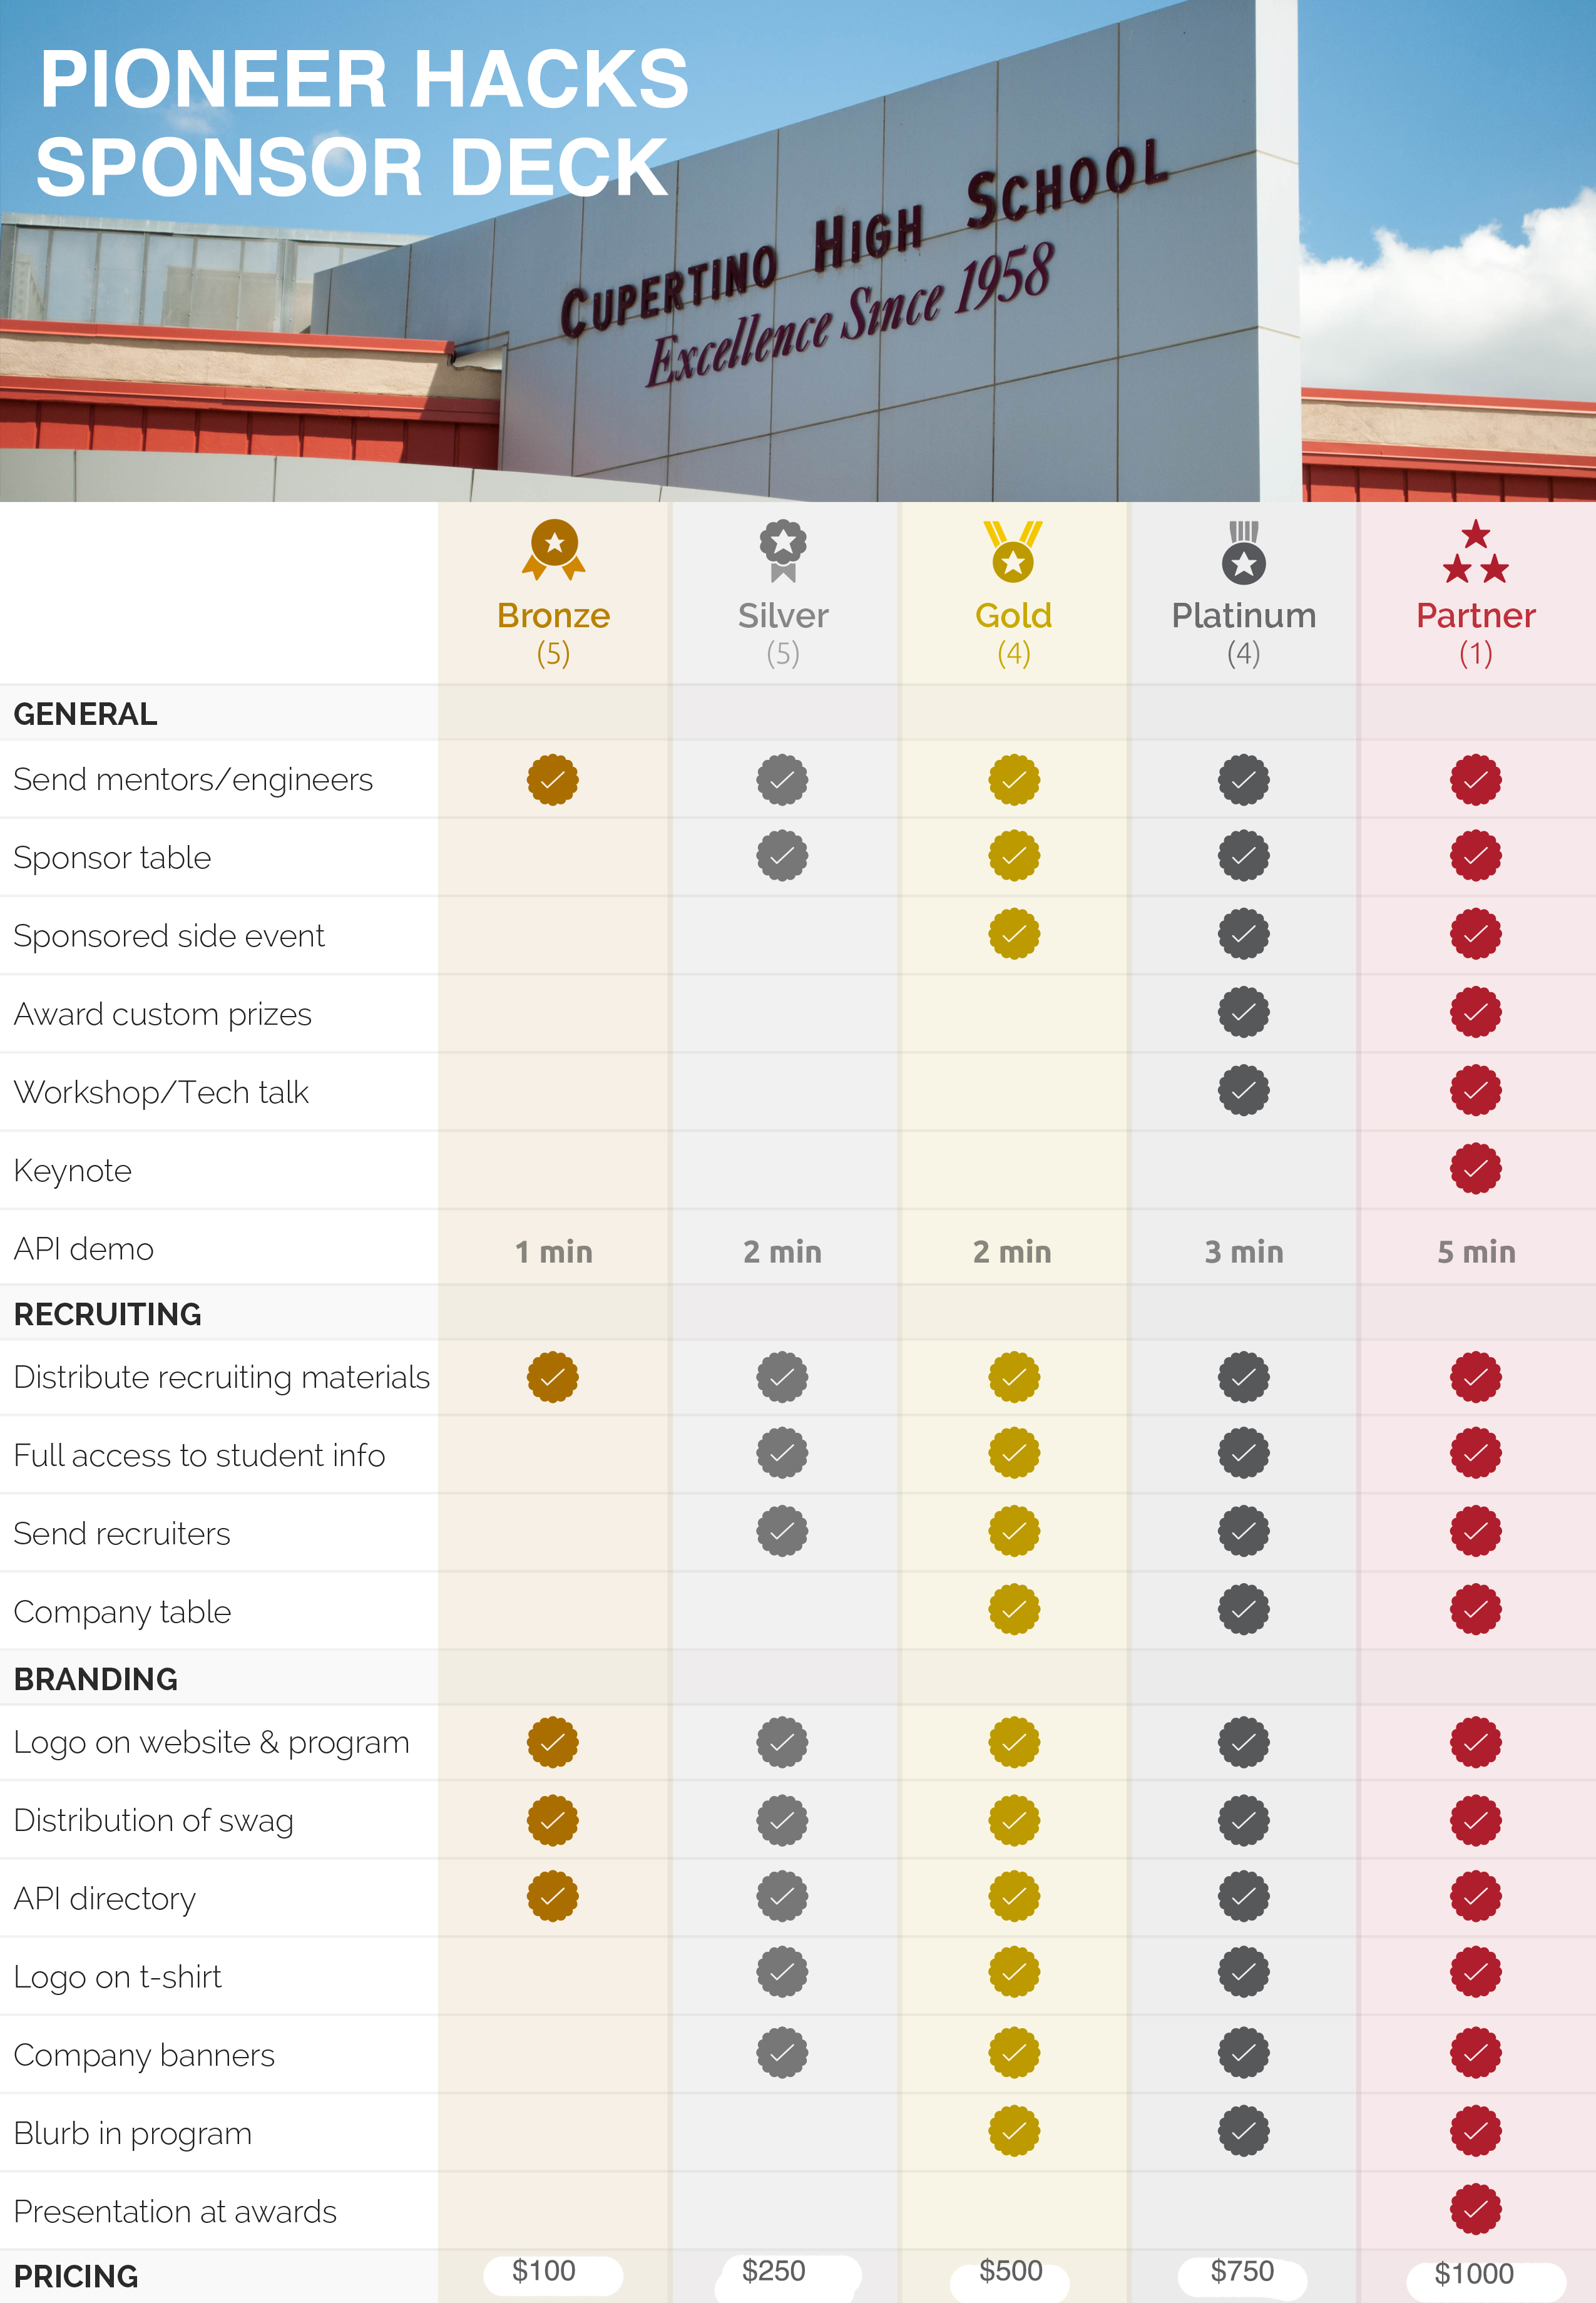 PIONEER HACKS
SPONSOR DECK
CUPERTINO HIGH SCHOOL
Excellence Since 1958
Bronze Silver Gold Platinum Partner
(5) (5) (4) (4) (1)
GENERAL
Send mentors/engineers
Sponsor table
Sponsored side event
Award custom prizes
Workshop/Tech talk
Keynote
API demo 1 min 2 min 2 min 3 min 5 min
RECRUITING
Distribute recruiting materials
Full access to student info
Send recruiters
Company table
BRANDING
Logo on website & program
Distribution of swag
API directory
Logo on t-shirt
Company banners
Blurb in program
Presentation at awards
PRICING $100 $250 $500 $750 $1000